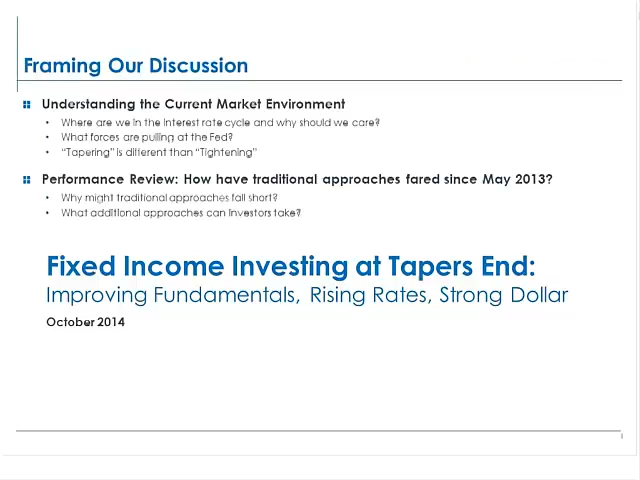 Framing Our Discussion
Understanding the Current Market Environment
• Where are we in the interest rate cycle and why should we care?
• What forces are pulling at the Fed?
• “Tapering” is different than “Tightening”
Performance Review: How have traditional approaches fared since May 2013?
• Why might traditional approaches fall short?
• What additional approaches can investors take?
Fixed Income Investing at Tapers End:
Improving Fundamentals, Rising Rates, Strong Dollar
October 2014